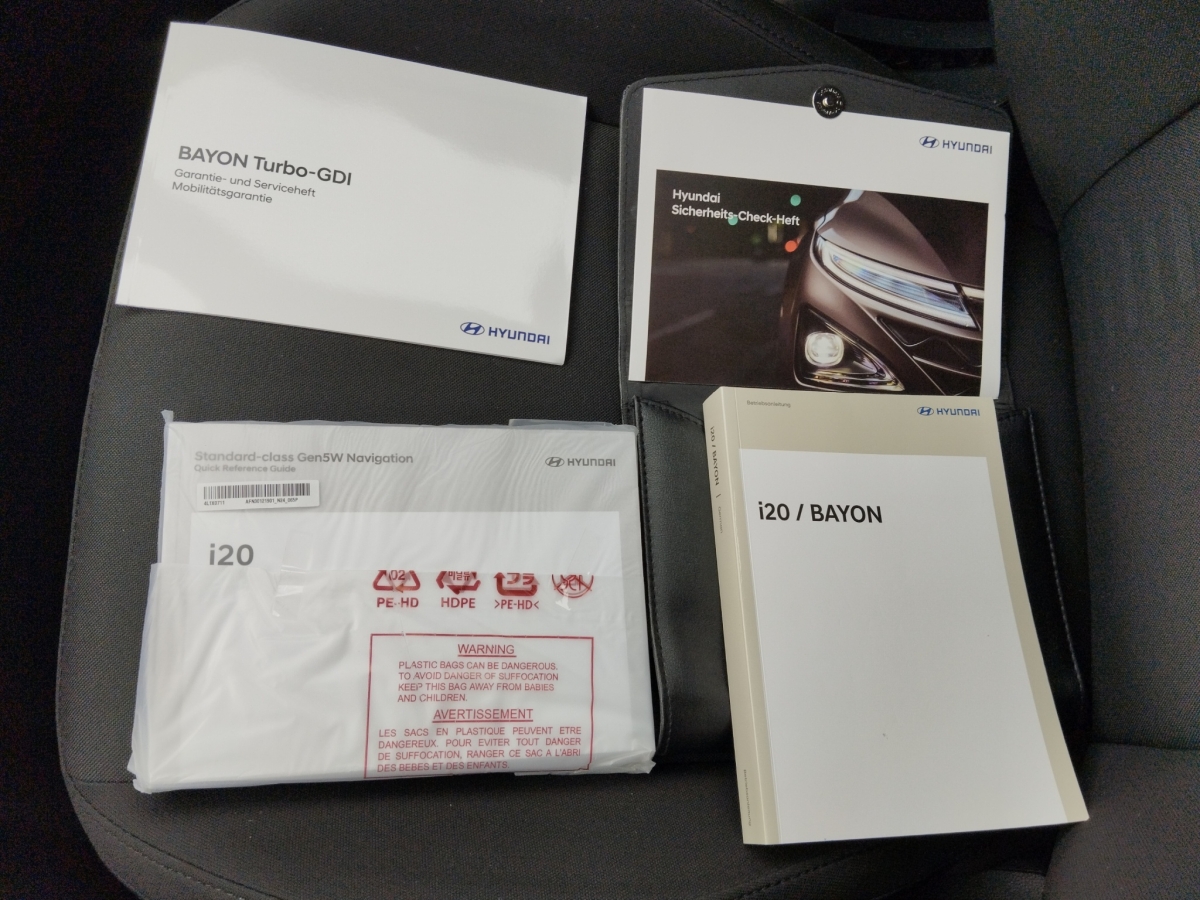 BAYON Turbo-GDI
Garantie- und Serviceheft
Mobilitätsgarantie
HYUNDAI
HYUNDAI
Hyundai
Sicherheits-Check-Heft
Standard-class Gen5W Navigation
Quick Reference Guide
HYUNDAI
i20
02
PE-HD
HDPE
>PE-HD<
WARNING
PLASTIC BAGS CAN BE DANGEROUS.
TO AVOID DANGER OF SUFFOCATION
KEEP THIS BAG AWAY FROM BABIES
AND CHILDREN.
AVERTISSEMENT
LES SACS EN PLASTIQUE PEUVENT ETRE
DANGEREUX. POUR EVITER TOUT DANGER
DE SUFFOCATION, RANGER CE SAC A L'ABRI
DES BEBES ET DES ENFANTS.
Betriebsanleitung
HYUNDAI
i20 / BAYON
i20 / BAYON